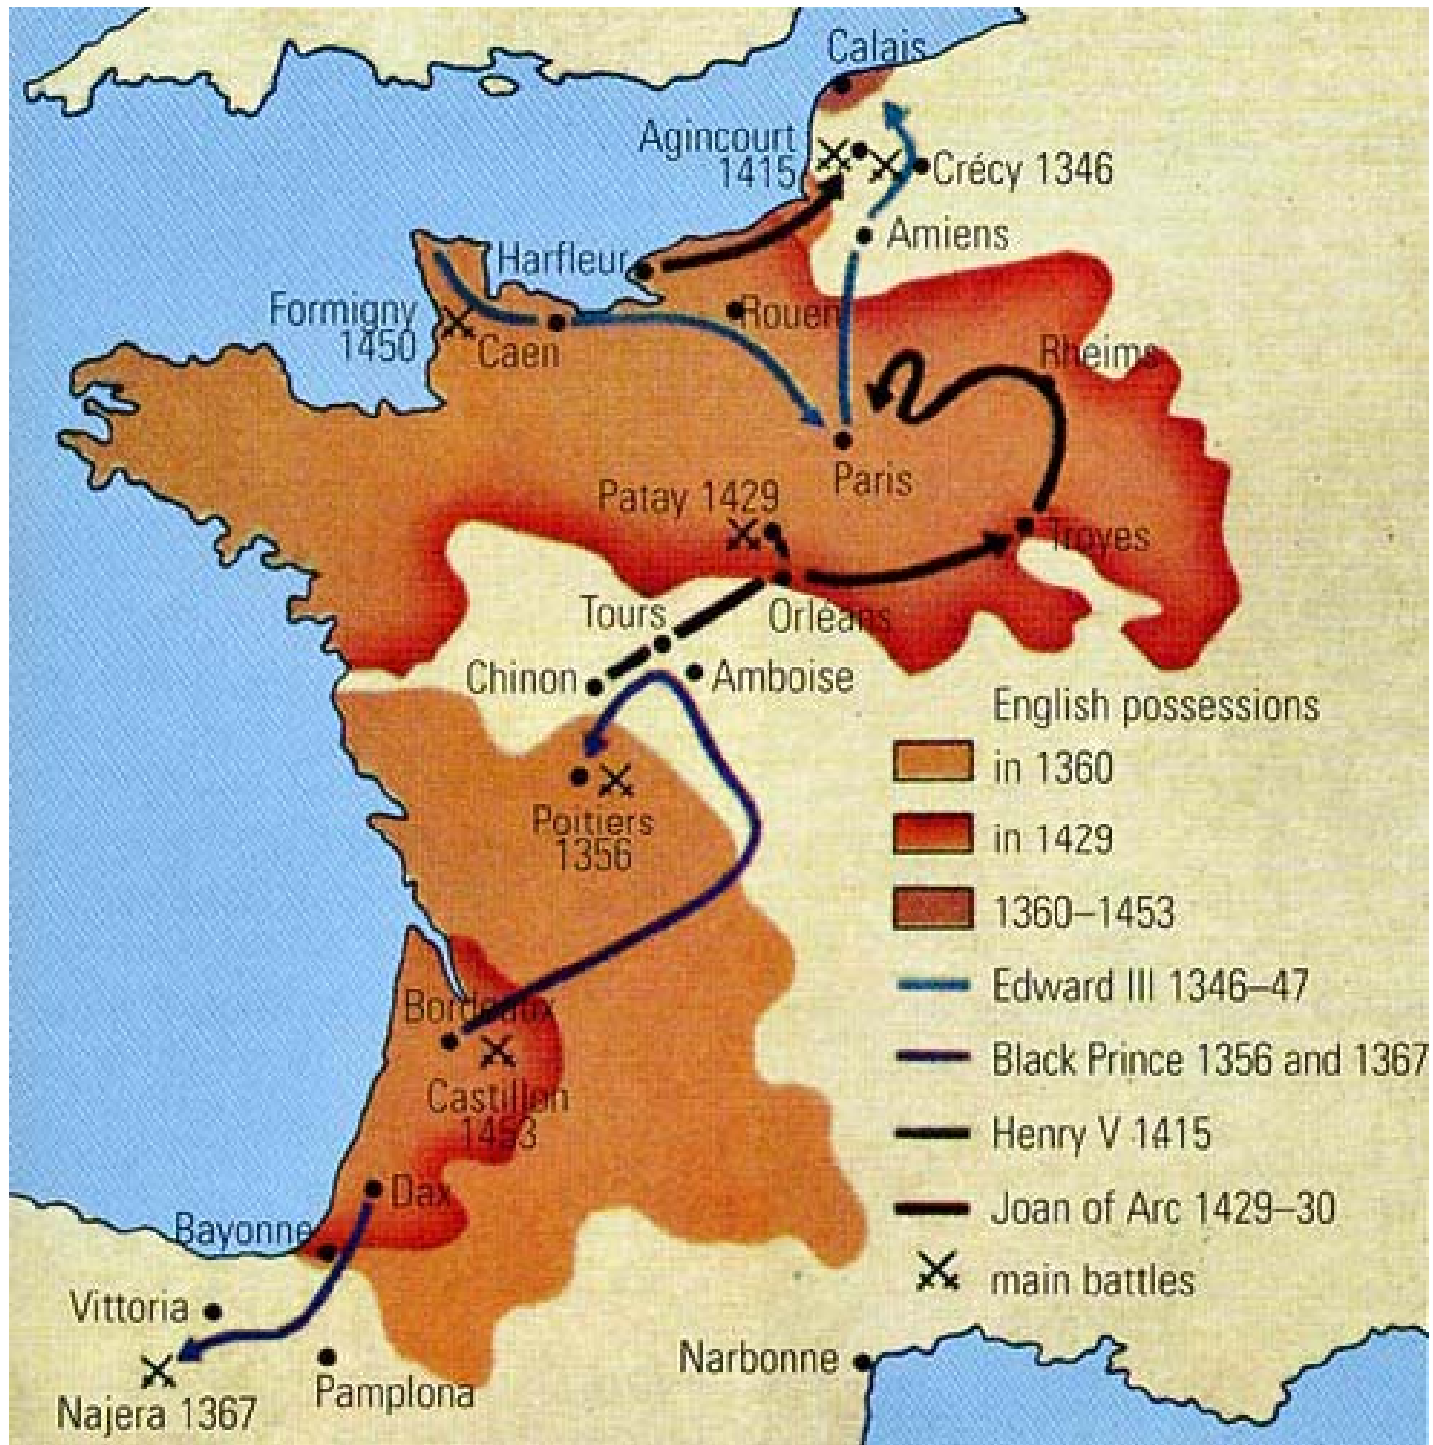 Calais
Agincourt
1415
Crécy 1346
Amiens
Harfleur
Rouen
Formigny
1450
Caen
Rheims
Paris
Patay 1429
Troyes
Tours
Orléans
Chinon
Amboise
Poitiers
1356
Bordeaux
Castillon
1453
Dax
Bayonne
Vittoria
Najera 1367
Pamplona
Narbonne
English possessions
in 1360
in 1429
1360–1453
Edward III 1346–47
Black Prince 1356 and 1367
Henry V 1415
Joan of Arc 1429–30
main battles